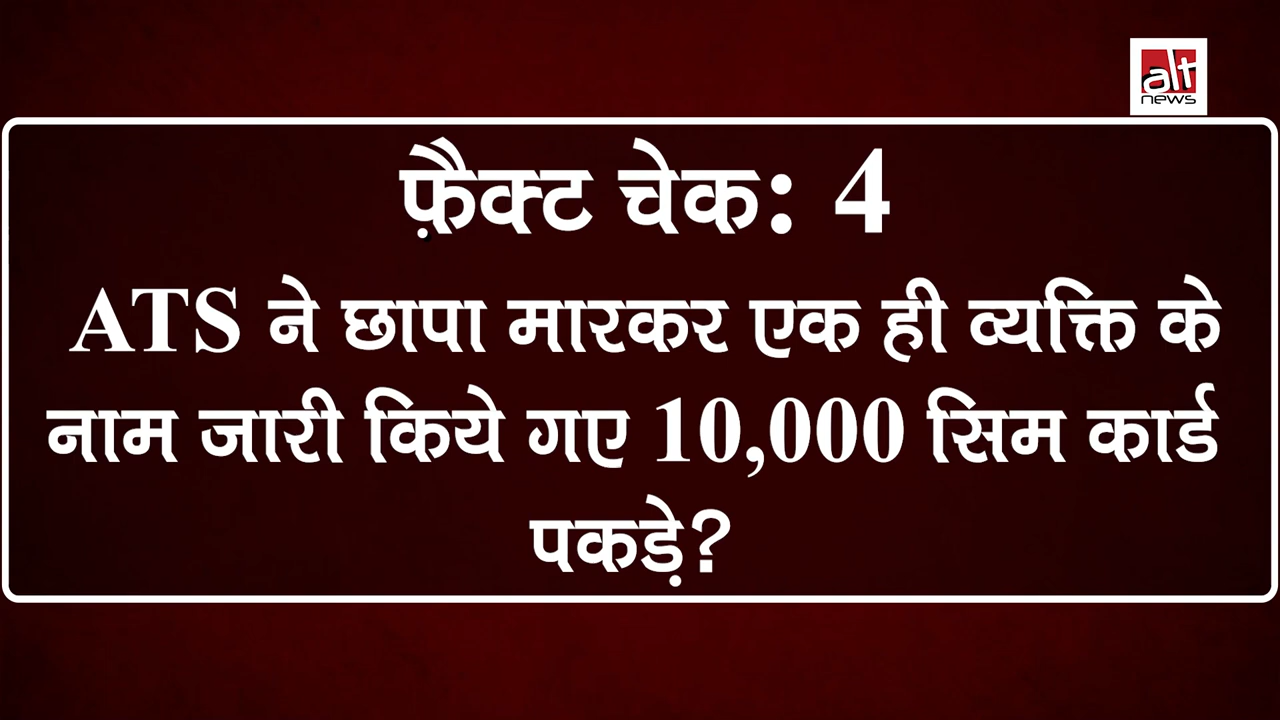 alt
news
फ़ैक्ट चेक: 4
ATS ने छापा मारकर एक ही व्यक्ति के
नाम जारी किये गए 10,000 सिम कार्ड
पकड़े?